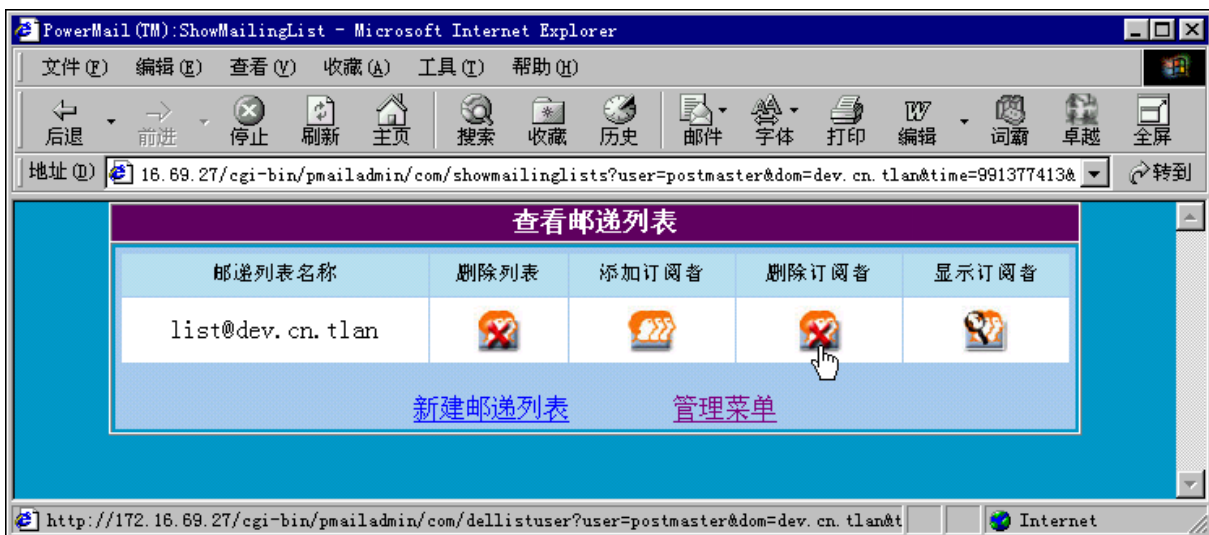 PowerMail(TM):ShowMailingList - Microsoft Internet Explorer
文件(F) 编辑(E) 查看(V) 收藏(A) 工具(T) 帮助(H)
后退 前进 停止 刷新 主页 搜索 收藏 历史 邮件 字体 打印 编辑 词霸 卓越 全屏
地址(D) 16.69.27/cgi-bin/pmailadmin/com/showmailinglists?user=postmaster&dom=dev.cn.tlan&time=991377413& 转到
查看邮递列表
邮递列表名称 删除列表 添加订阅者 删除订阅者 显示订阅者
list@dev.cn.tlan
新建邮递列表 管理菜单
http://172.16.69.27/cgi-bin/pmailadmin/com/dellistuser?user=postmaster&dom=dev.cn.tlan&t Internet